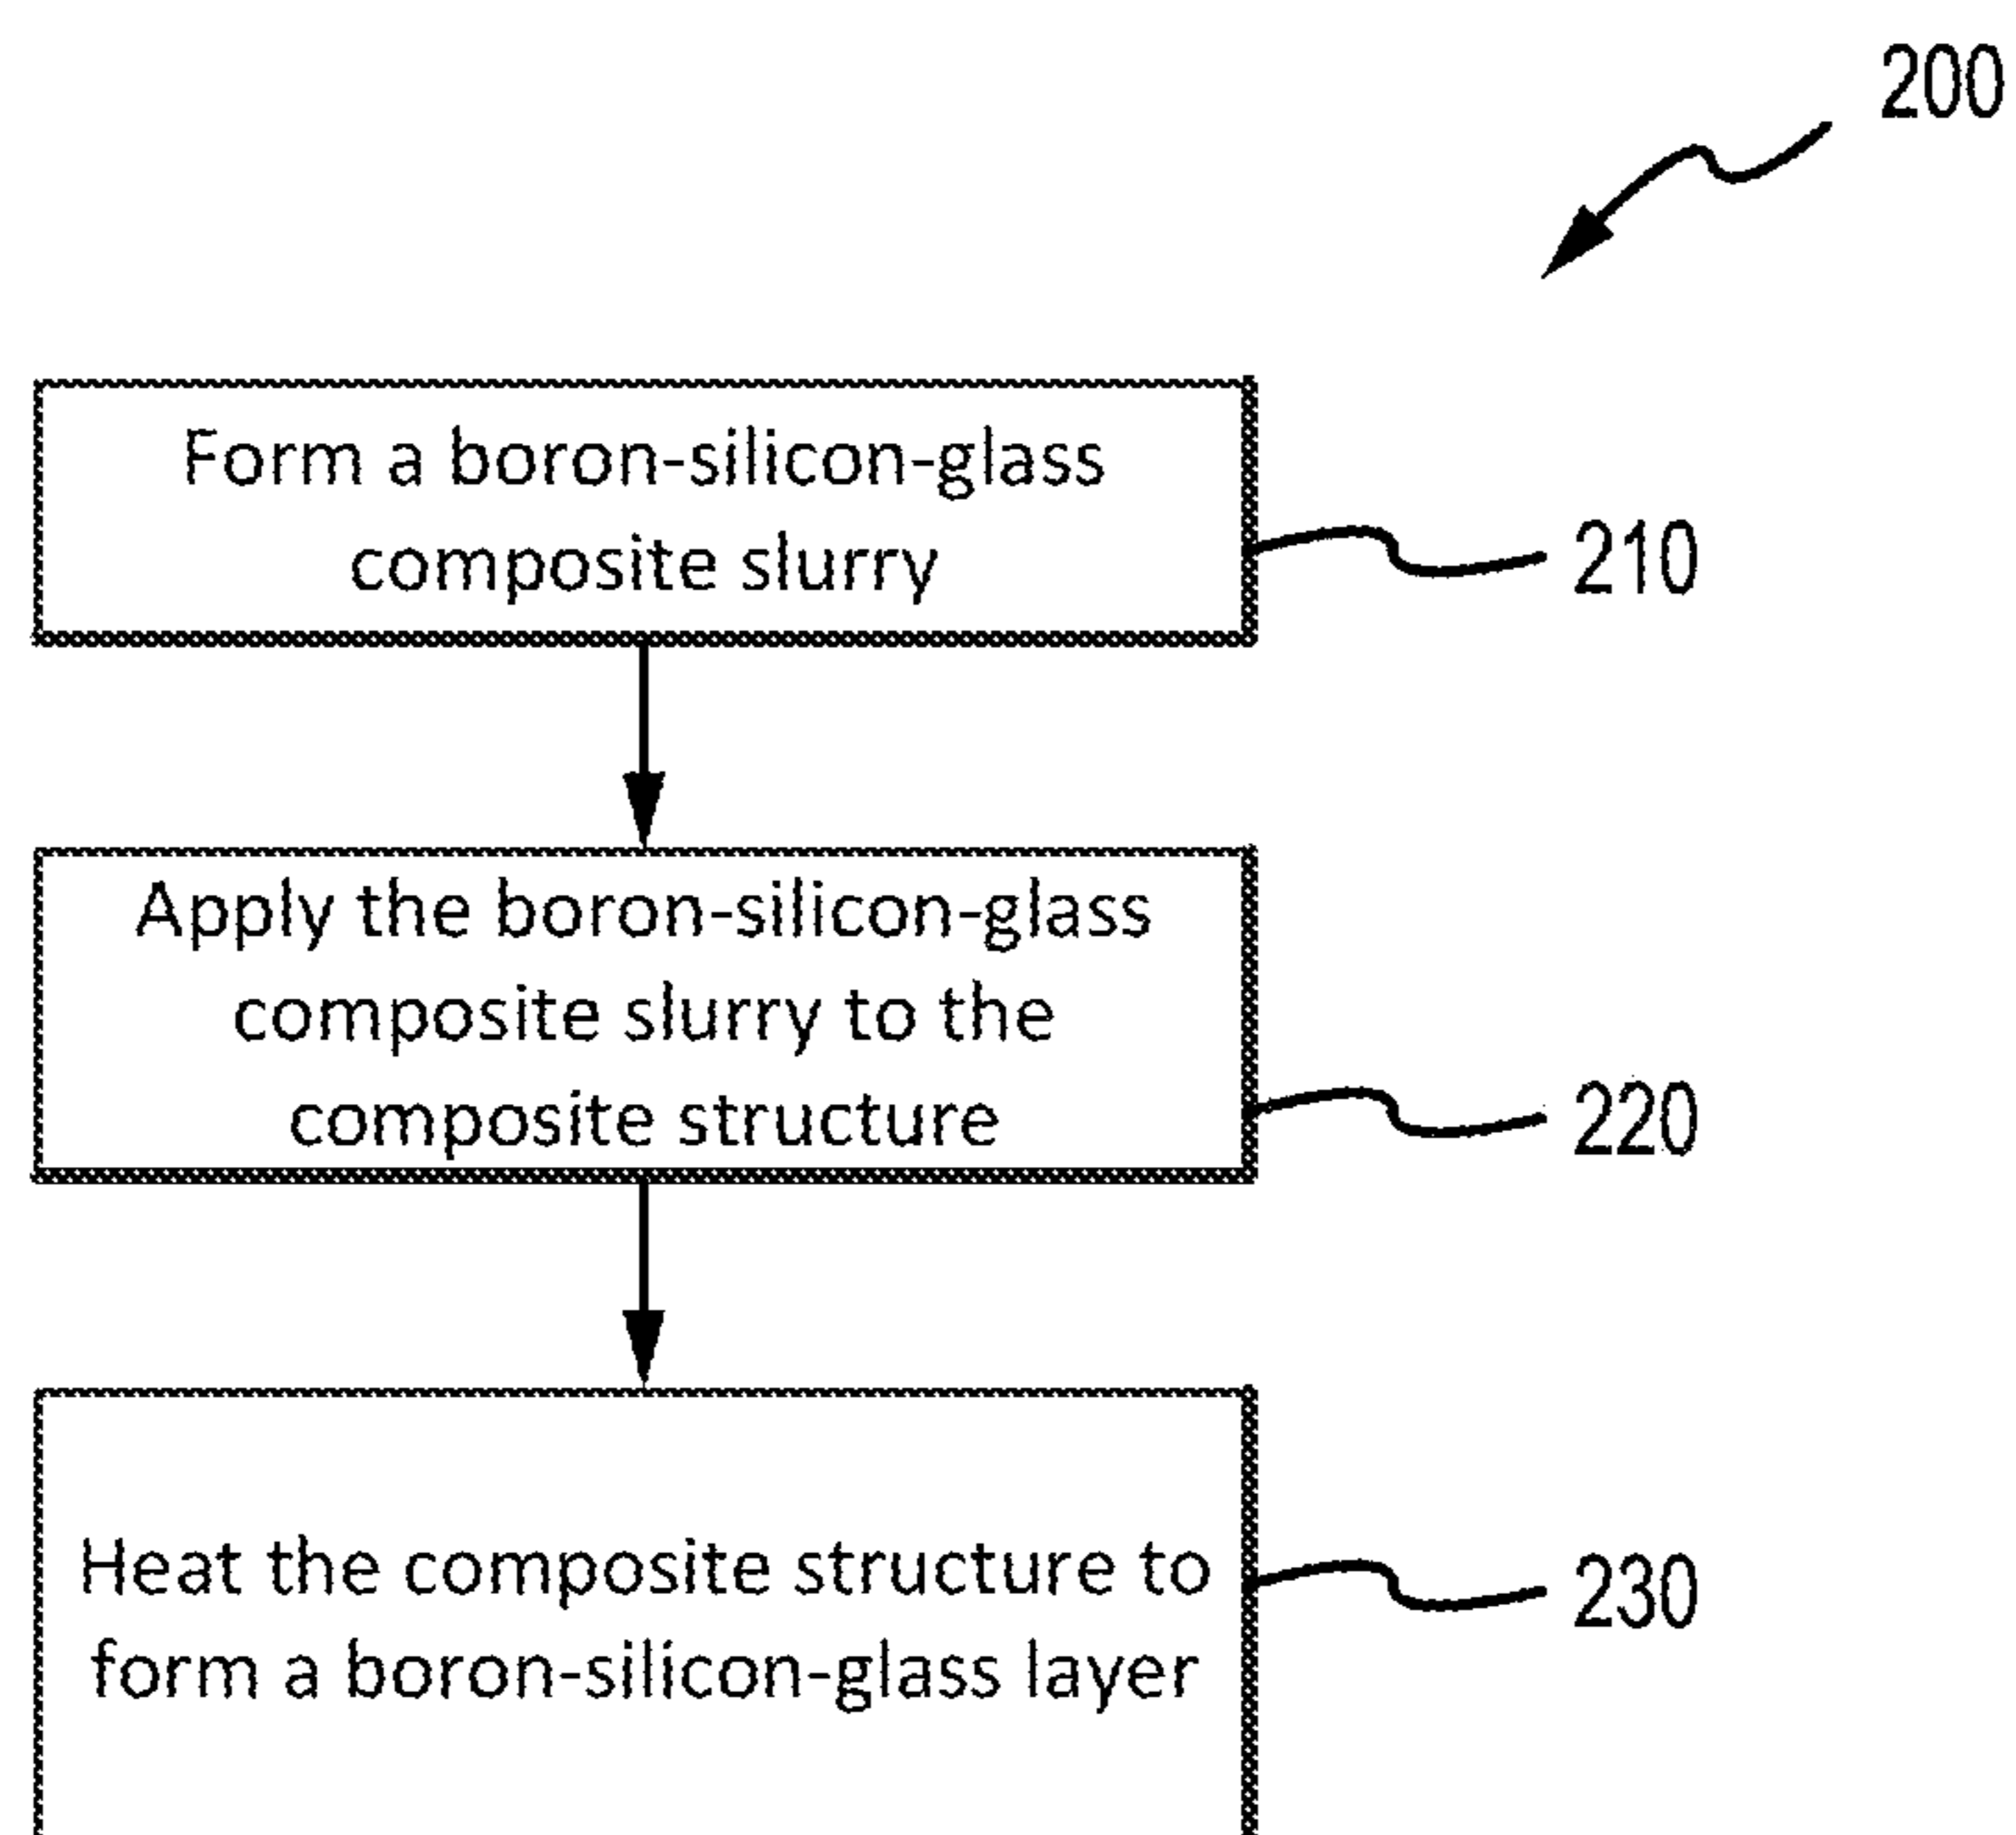 200
Form a boron-silicon-glass
composite slurry
210
Apply the boron-silicon-glass
composite slurry to the
composite structure
220
Heat the composite structure to
form a boron-silicon-glass layer
230